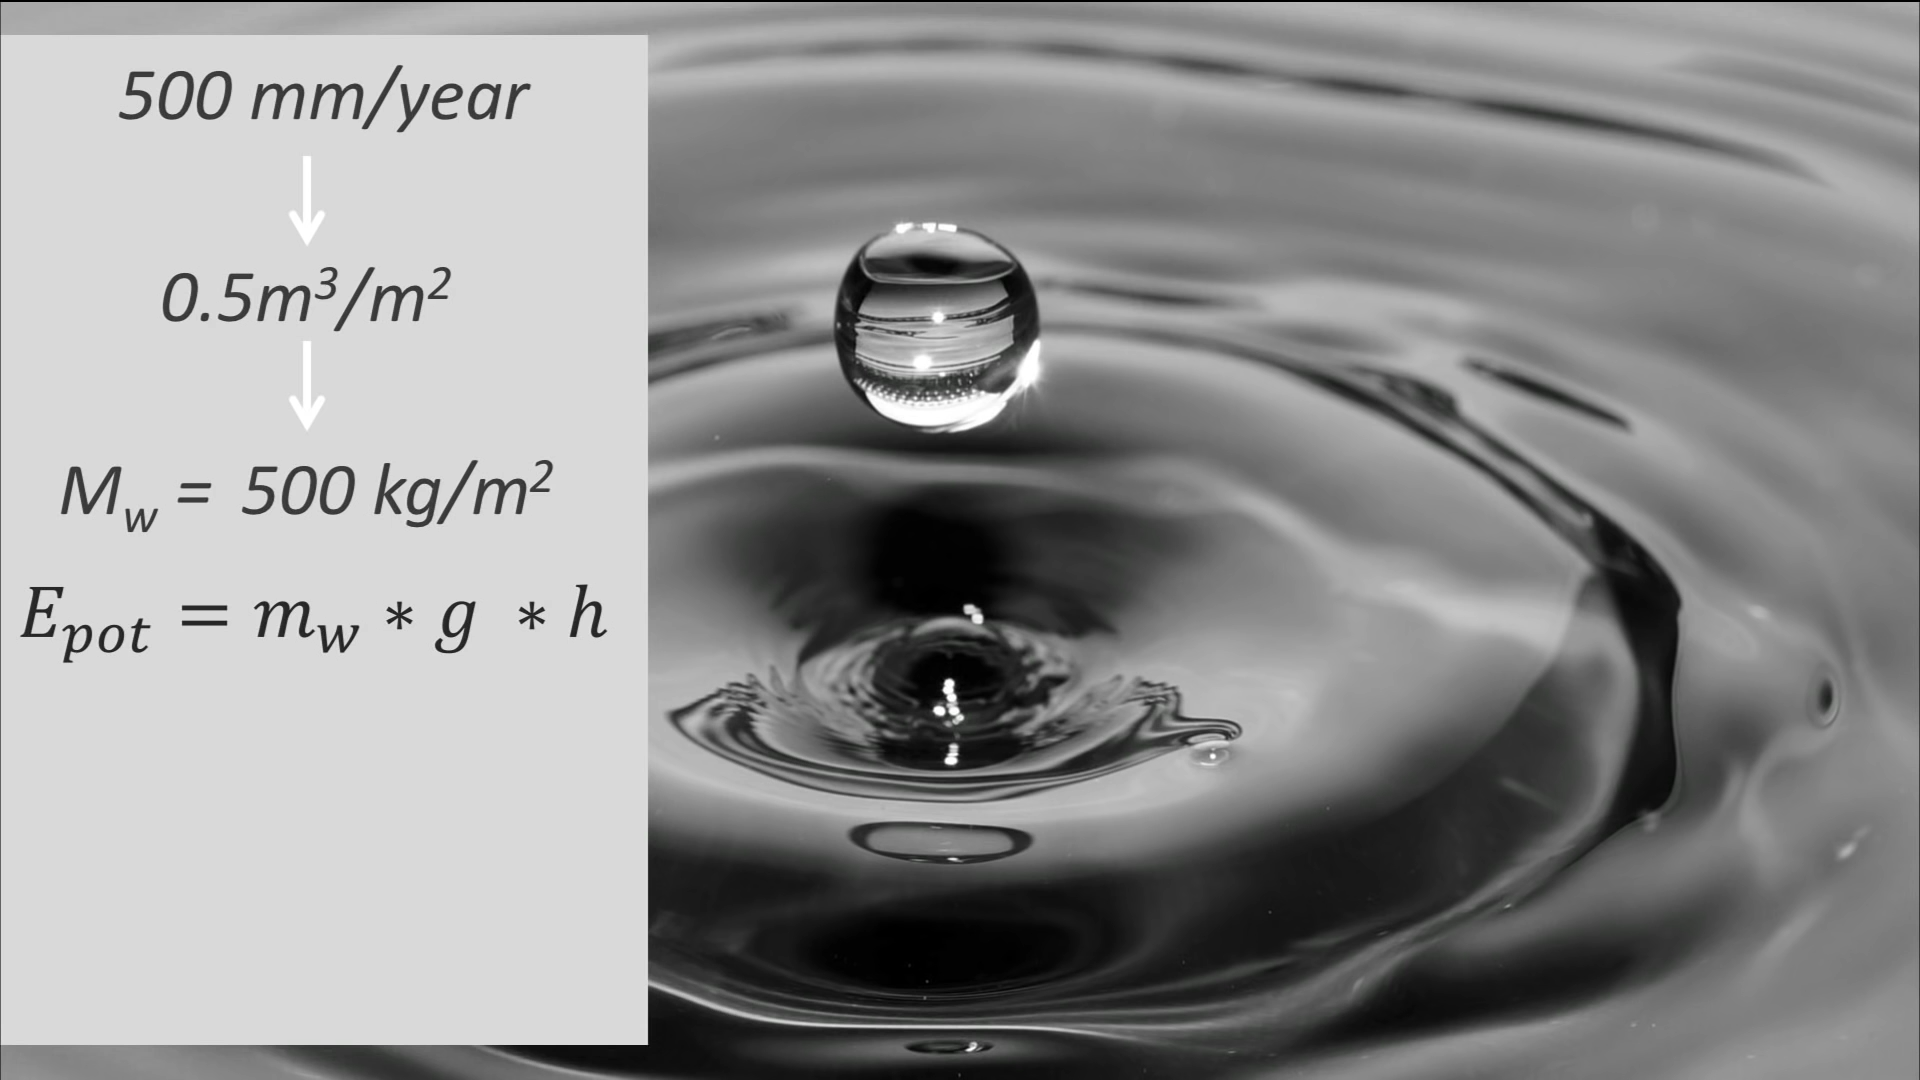 500 mm/year
0.5m³/m²
M_w = 500 kg/m²
E_pot = m_w * g * h